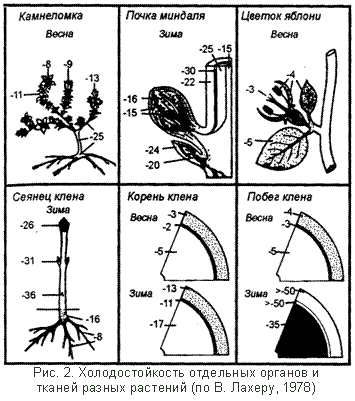 Камнеломка
Весна
-8
-9
-13
-11
-25
Почка миндаля
Зима
-25
-15
-30
-22
-16
-15
-24
-20
Цветок яблони
Весна
-4
-3
-5
Сеянец клена
Зима
-26
-31
-36
-16
-8
Корень клена
Весна
-3
-2
-5
Зима
-13
-11
-17
Побег клена
Весна
-4
-3
-5
Зима
>-50
>-50
-35
Рис. 2. Холодостойкость отдельных органов и
тканей разных растений (по В. Лахеру, 1978)